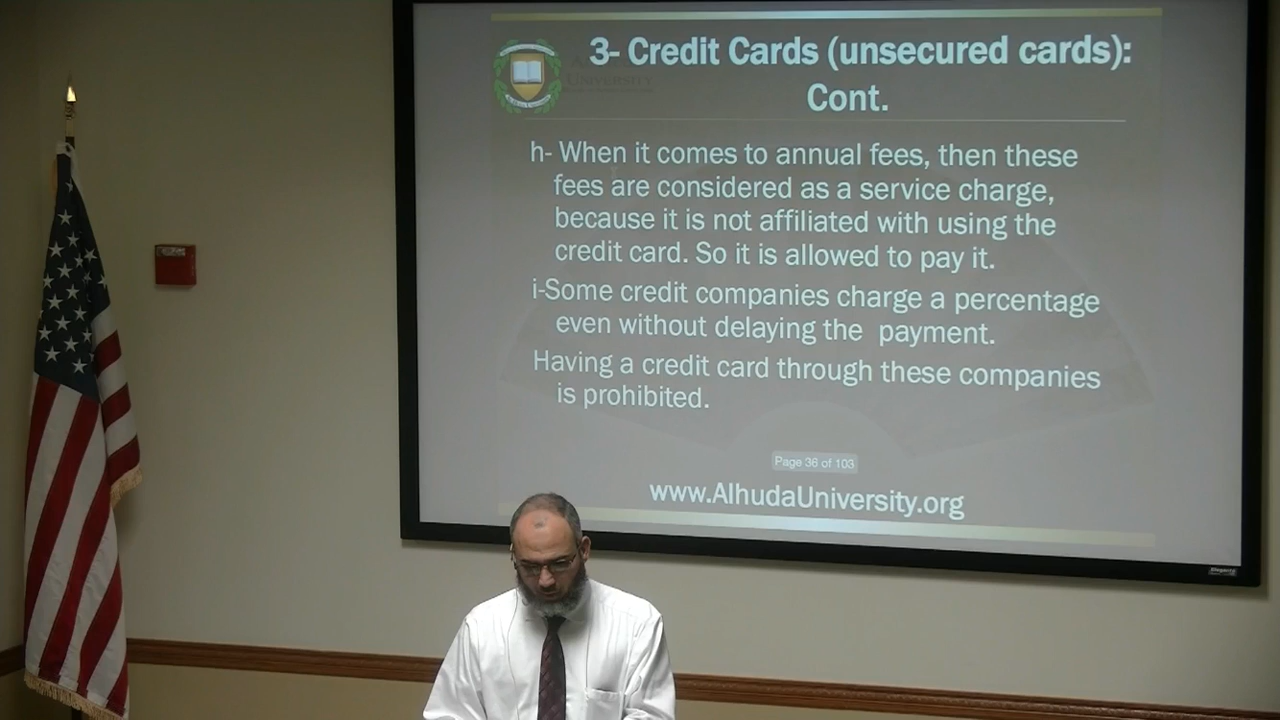 3- Credit Cards (unsecured cards):
Cont.
UNIVERSITY
h- When it comes to annual fees, then these
fees are considered as a service charge,
because it is not affiliated with using the
credit card. So it is allowed to pay it.
i-Some credit companies charge a percentage
even without delaying the payment.
Having a credit card through these companies
is prohibited.
Page 36 of 103
www.AlhudaUniversity.org